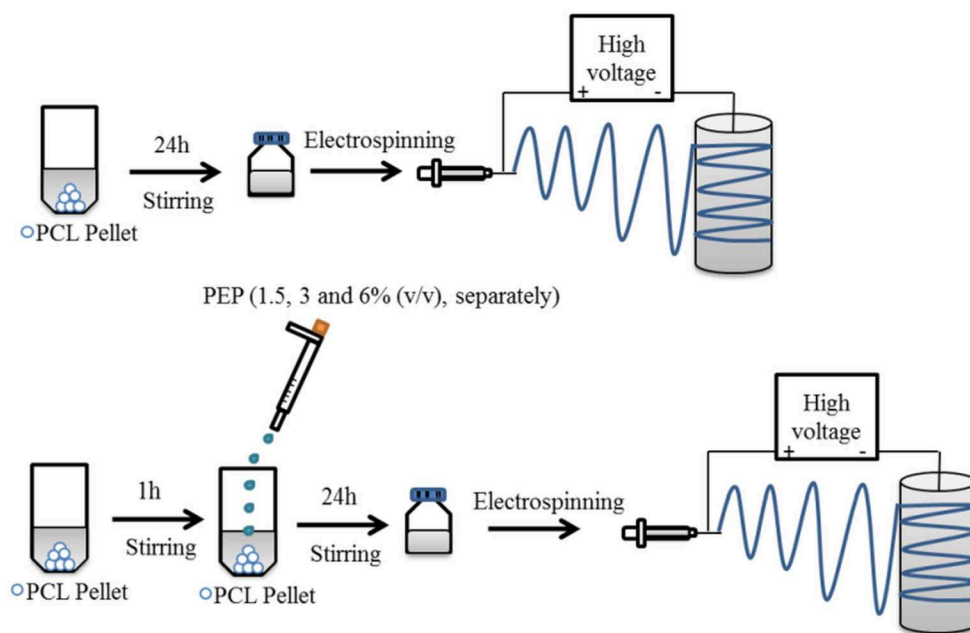 High
voltage
+ -
24h
Electrospinning
Stirring
PCL Pellet
PEP (1.5, 3 and 6% (v/v), separately)
High
voltage
+ -
1h
24h
Electrospinning
Stirring
Stirring
PCL Pellet
PCL Pellet